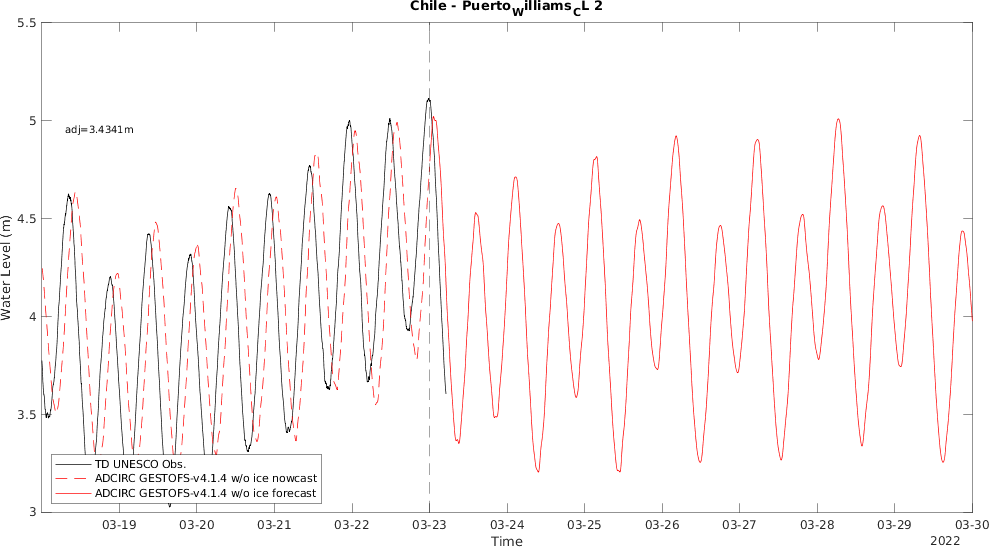 Chile - PuertoWilliamsCL 2
5.5
5
4.5
4
3.5
3
Water Level (m)
adj=3.4341m
TD UNESCO Obs.
ADCIRC GESTOFS-v4.1.4 w/o ice nowcast
ADCIRC GESTOFS-v4.1.4 w/o ice forecast
03-19 03-20 03-21 03-22 03-23 03-24 03-25 03-26 03-27 03-28 03-29 03-30
Time
2022